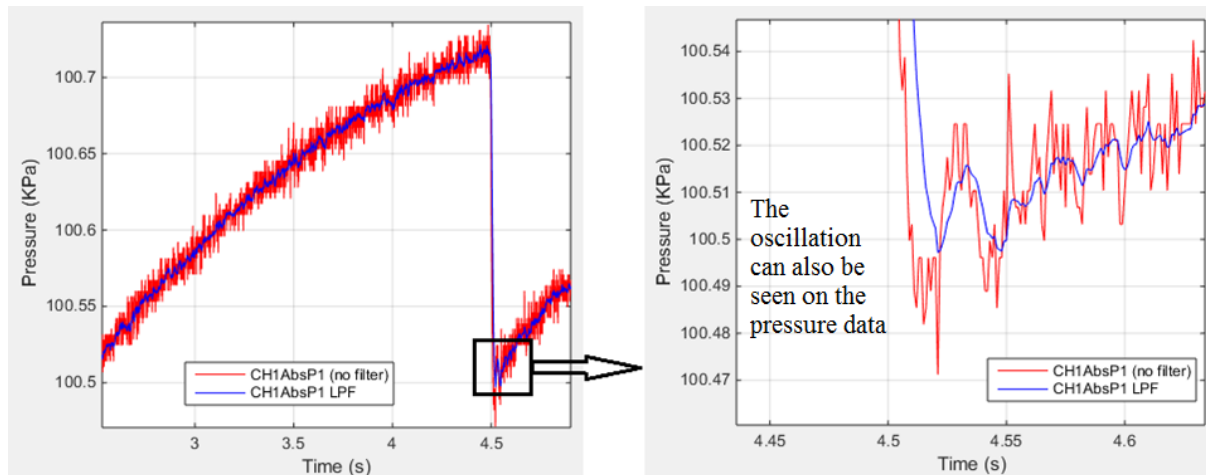 Pressure (KPa)
100.7
100.65
100.6
100.55
100.5
CH1AbsP1 (no filter)
CH1AbsP1 LPF
3
3.5
4
4.5
Time (s)
Pressure (KPa)
100.54
100.53
100.52
100.51
100.5
100.49
100.48
100.47
The
oscillation
can also be
seen on the
pressure data
CH1AbsP1 (no filter)
CH1AbsP1 LPF
4.45
4.5
4.55
4.6
Time (s)